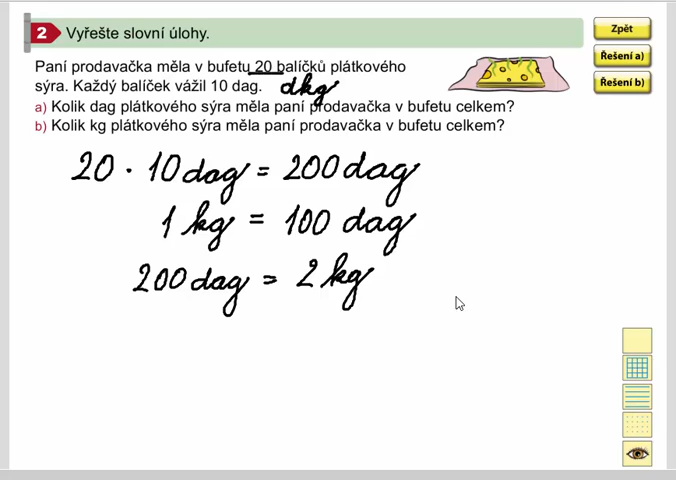 2 Vyřešte slovní úlohy.
Zpět
Řešení a)
Řešení b)
Paní prodavačka měla v bufetu 20 balíčků plátkového
sýra. Každý balíček vážil 10 dag. dkg
a) Kolik dag plátkového sýra měla paní prodavačka v bufetu celkem?
b) Kolik kg plátkového sýra měla paní prodavačka v bufetu celkem?
20 · 10 dag = 200 dag
1 kg = 100 dag
200 dag = 2 kg